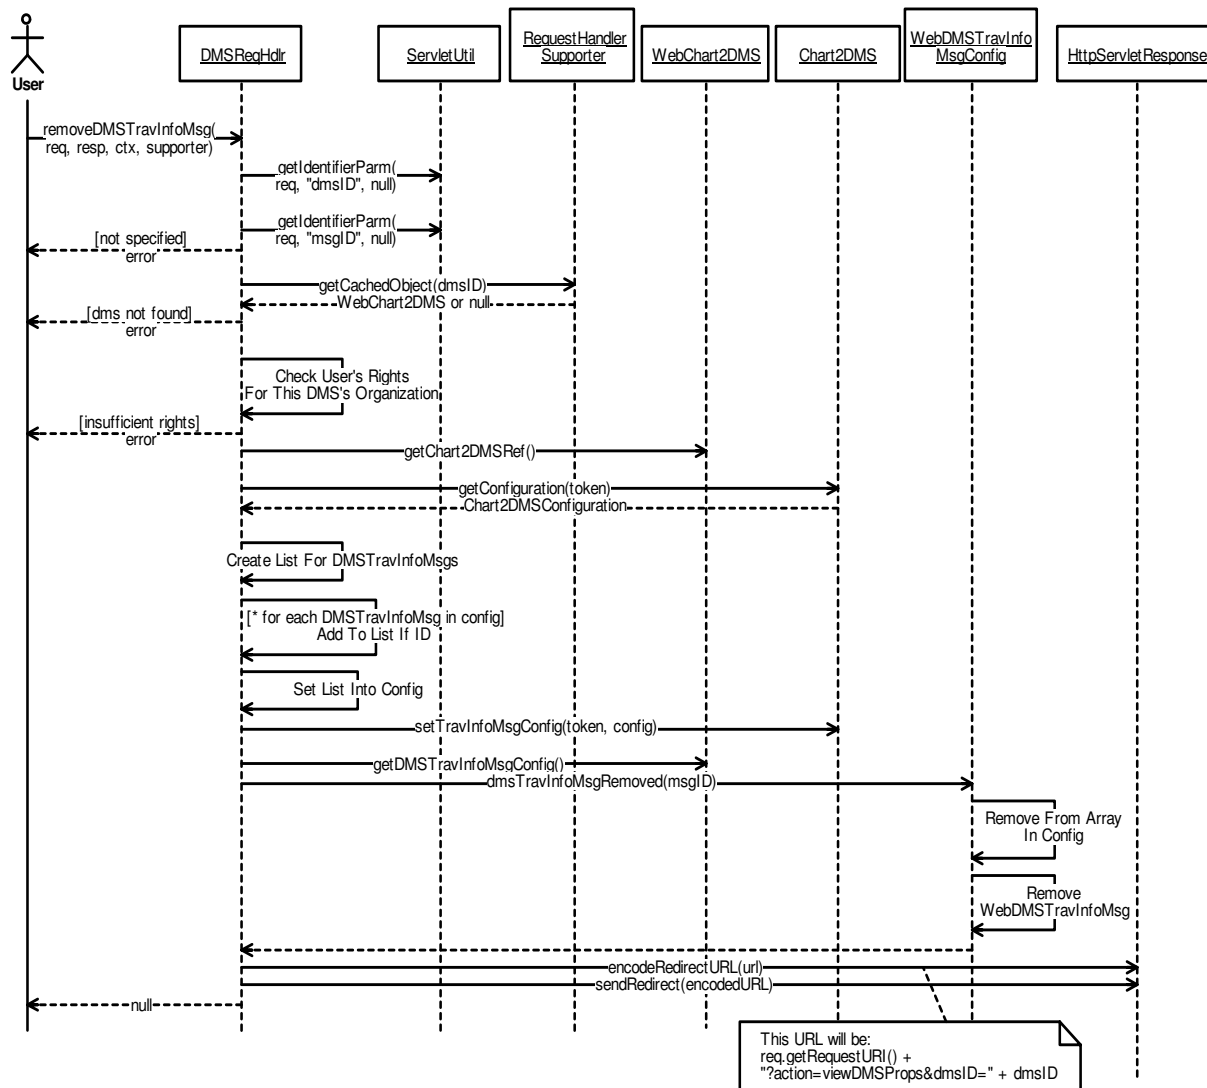 User
DMSReqHdlr
ServletUtil
RequestHandler
Supporter
WebChart2DMS
Chart2DMS
WebDMSTravInfo
MsgConfig
HttpServletResponse
removeDMSTravInfoMsg(
req, resp, ctx, supporter)
getIdentifierParm(
req, "dmsID", null)
getIdentifierParm(
req, "msgID", null)
[not specified]
error
getCachedObject(dmsID)
WebChart2DMS or null
[dms not found]
error
Check User's Rights
For This DMS's Organization
[insufficient rights]
error
getChart2DMSRef()
getConfiguration(token)
Chart2DMSConfiguration
Create List For DMSTravInfoMsgs
[* for each DMSTravInfoMsg in config]
Add To List If ID
Set List Into Config
setTravInfoMsgConfig(token, config)
getDMSTravInfoMsgConfig()
dmsTravInfoMsgRemoved(msgID)
Remove From Array
In Config
Remove
WebDMSTravInfoMsg
encodeRedirectURL(url)
sendRedirect(encodedURL)
null
This URL will be:
req.getRequestURI() +
"?action=viewDMSProps&dmsID=" + dmsID